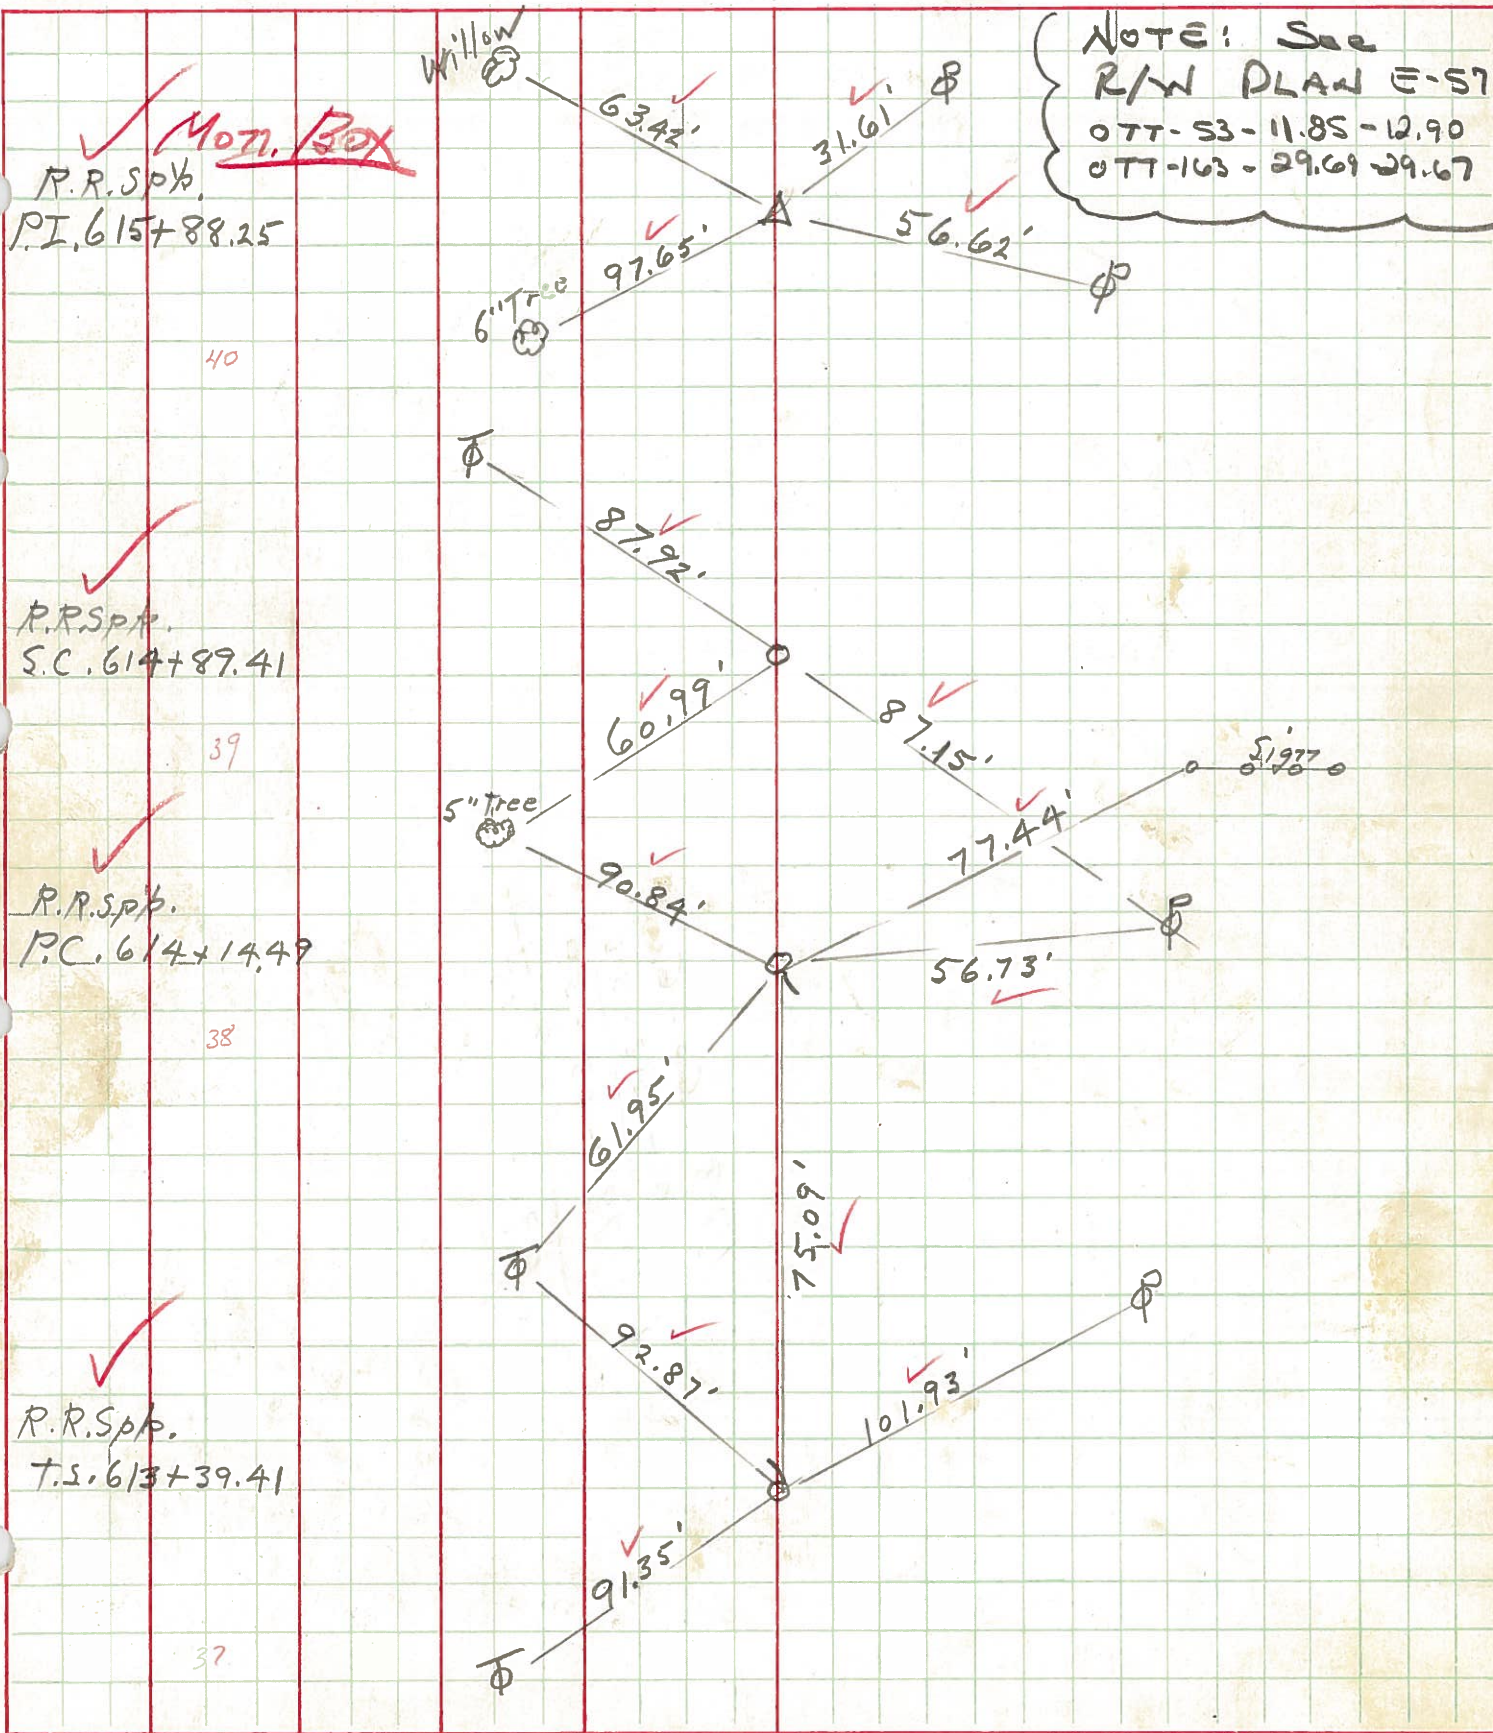 NOTE: See
R/W PLAN E-57
OTT-53-11.85-12.90
OTT-163-29.69-29.67
Willow
63.42'
31.61'
Mon. Box
R.R. Spk.
P.I. 615+88.25
97.65'
56.62'
6" Tree
40
87.92'
R.R. Spk.
S.C. 614+89.41
60.99'
87.15'
39
Sign
5" Tree
77.44'
90.84'
R.R. Spk.
P.C. 614+14.49
56.73'
38
61.95'
75.09'
92.87'
101.93'
R.R. Spk.
T.S. 613+39.41
91.35'
37